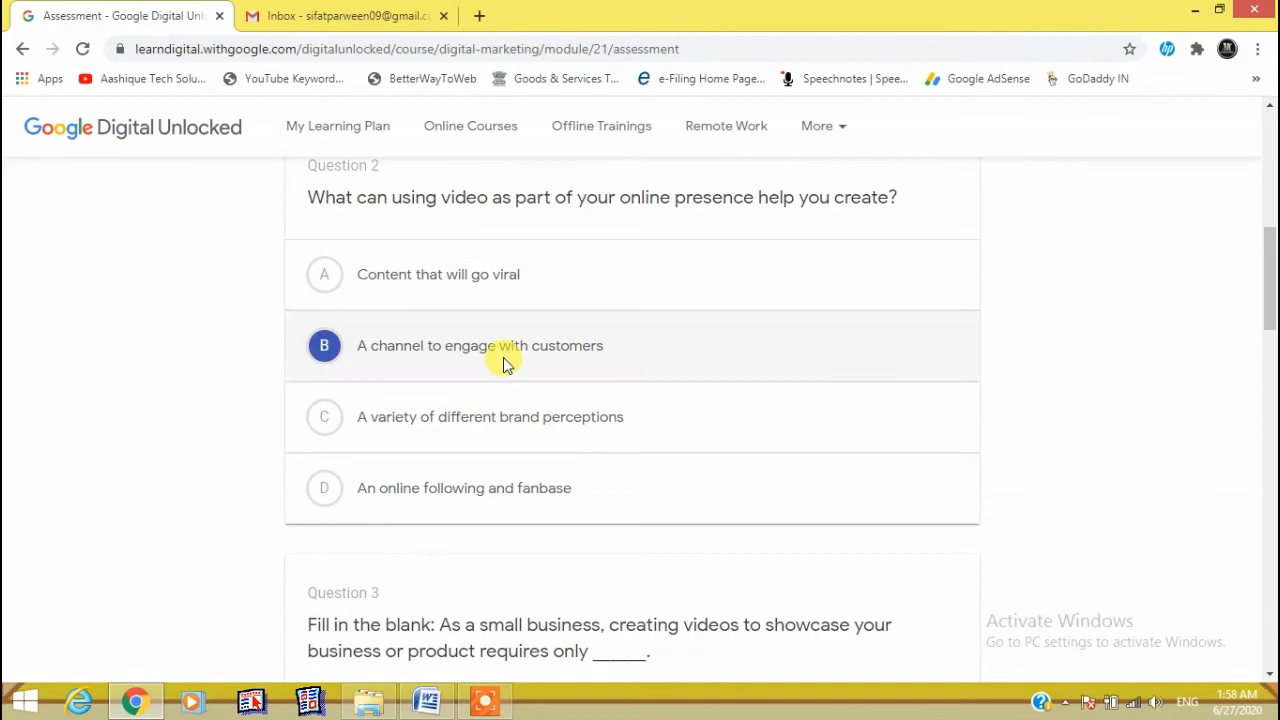 Assessment - Google Digital Unl
Inbox - sifatparween09@gmail.c
learndigital.withgoogle.com/digitalunlocked/course/digital-marketing/module/21/assessment
Apps
Aashique Tech Solu...
YouTube Keyword...
BetterWayToWeb
Goods & Services T...
e-Filing Home Page...
Speechnotes | Spee...
Google AdSense
GoDaddy IN
»
Google Digital Unlocked
My Learning Plan
Online Courses
Offline Trainings
Remote Work
More
Question 2
What can using video as part of your online presence help you create?
A Content that will go viral
B A channel to engage with customers
C A variety of different brand perceptions
D An online following and fanbase
Question 3
Fill in the blank: As a small business, creating videos to showcase your
business or product requires only ______.
Activate Windows
Go to PC settings to activate Windows.
ENG
1:58 AM
6/27/2020